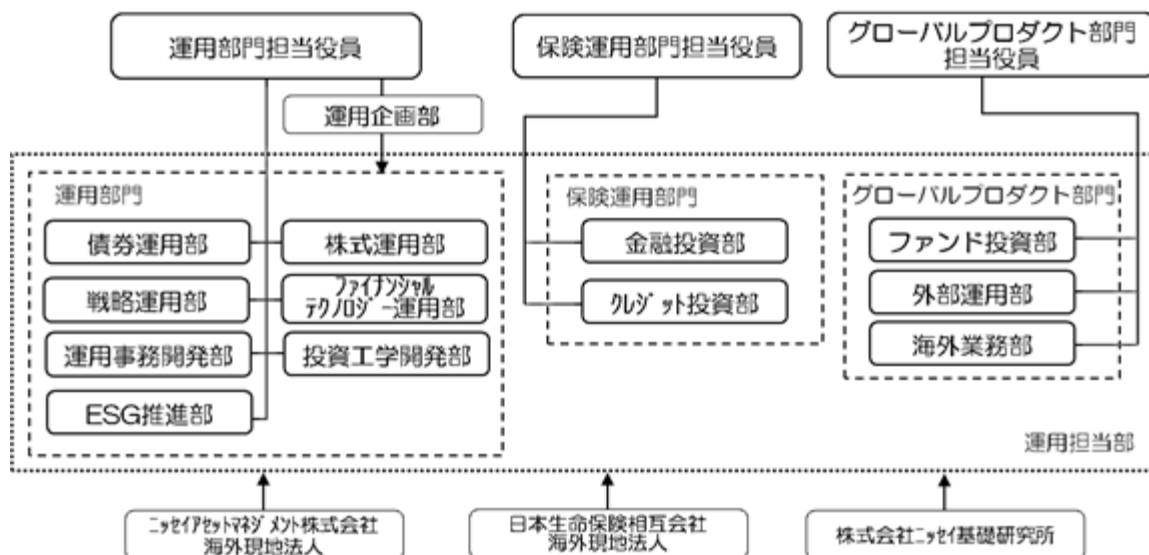 運用部門担当役員
保険運用部門担当役員
グローバルプロダクト部門
担当役員
運用企画部
運用部門
債券運用部
株式運用部
戦略運用部
ファイナンシャル
テクノロジー運用部
運用事務開発部
投資工学開発部
ESG推進部
保険運用部門
金融投資部
クレジット投資部
グローバルプロダクト部門
ファンド投資部
外部運用部
海外業務部
運用担当部
ニッセイアセットマネジメント株式会社
海外現地法人
日本生命保険相互会社
海外現地法人
株式会社ニッセイ基礎研究所